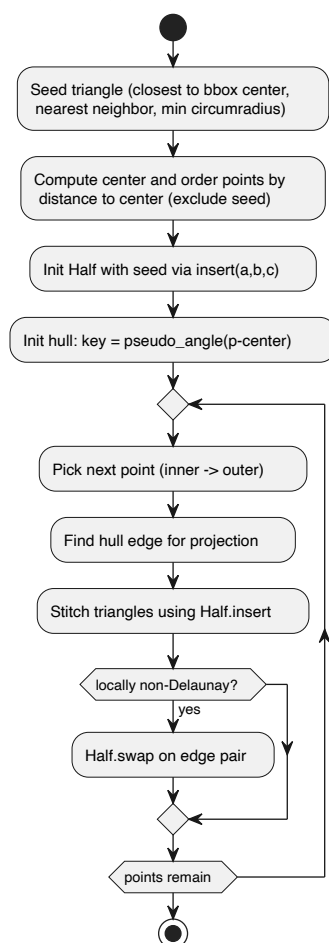 Seed triangle (closest to bbox center,
nearest neighbor, min circumradius)
Compute center and order points by
distance to center (exclude seed)
Init Half with seed via insert(a,b,c)
Init hull: key = pseudo_angle(p-center)
Pick next point (inner -> outer)
Find hull edge for projection
Stitch triangles using Half.insert
locally non-Delaunay?
yes
Half.swap on edge pair
points remain